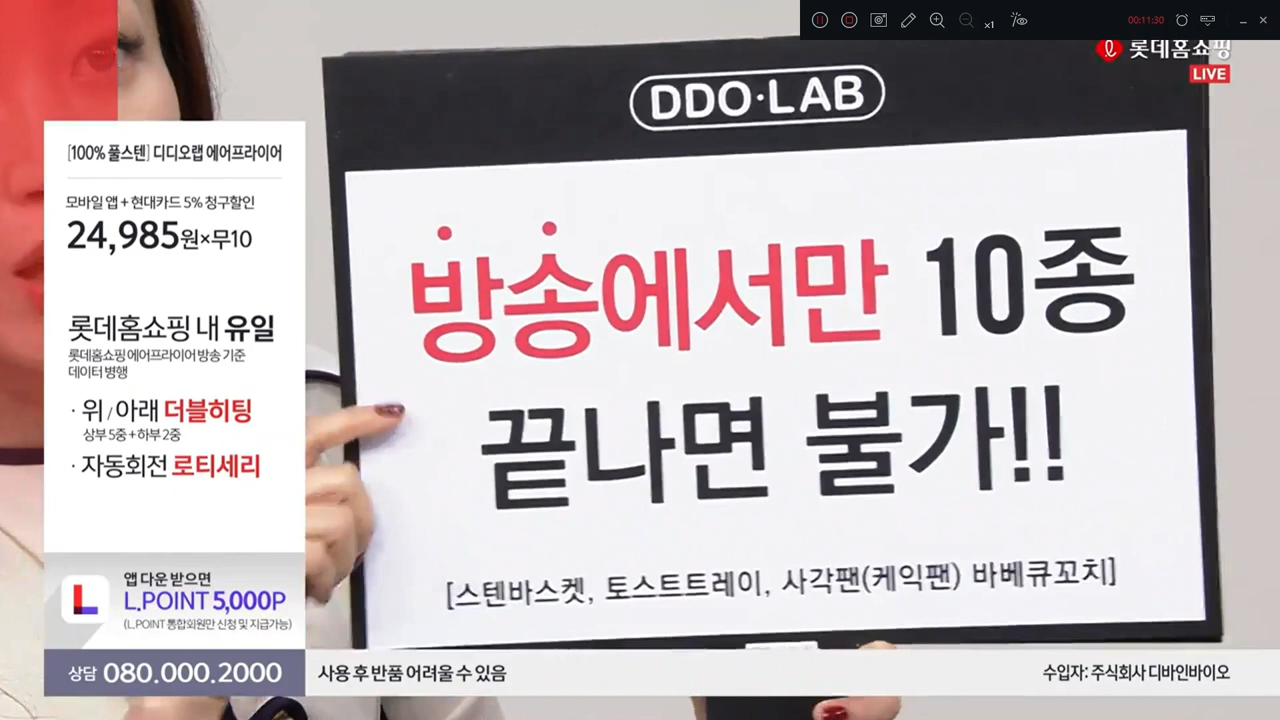 x1
00:11:30
롯데홈쇼핑
LIVE
DDO·LAB
방송에서만 10종
끝나면 불가!!
[스텐바스켓, 토스트트레이, 사각팬(케익팬) 바베큐꼬치]
[100% 풀스텐] 디디오랩 에어프라이어
모바일 앱 + 현대카드 5% 청구할인
24,985원×무10
롯데홈쇼핑 내 유일
롯데홈쇼핑 에어프라이어 방송 기준
데이터 병행
· 위/아래 더블히팅
상부 5중 + 하부 2중
· 자동회전 로티세리
앱 다운 받으면
L.POINT 5,000P
(L.POINT 통합회원만 신청 및 지급가능)
상담 080.000.2000
사용 후 반품 어려울 수 있음
수입자: 주식회사 디바인바이오